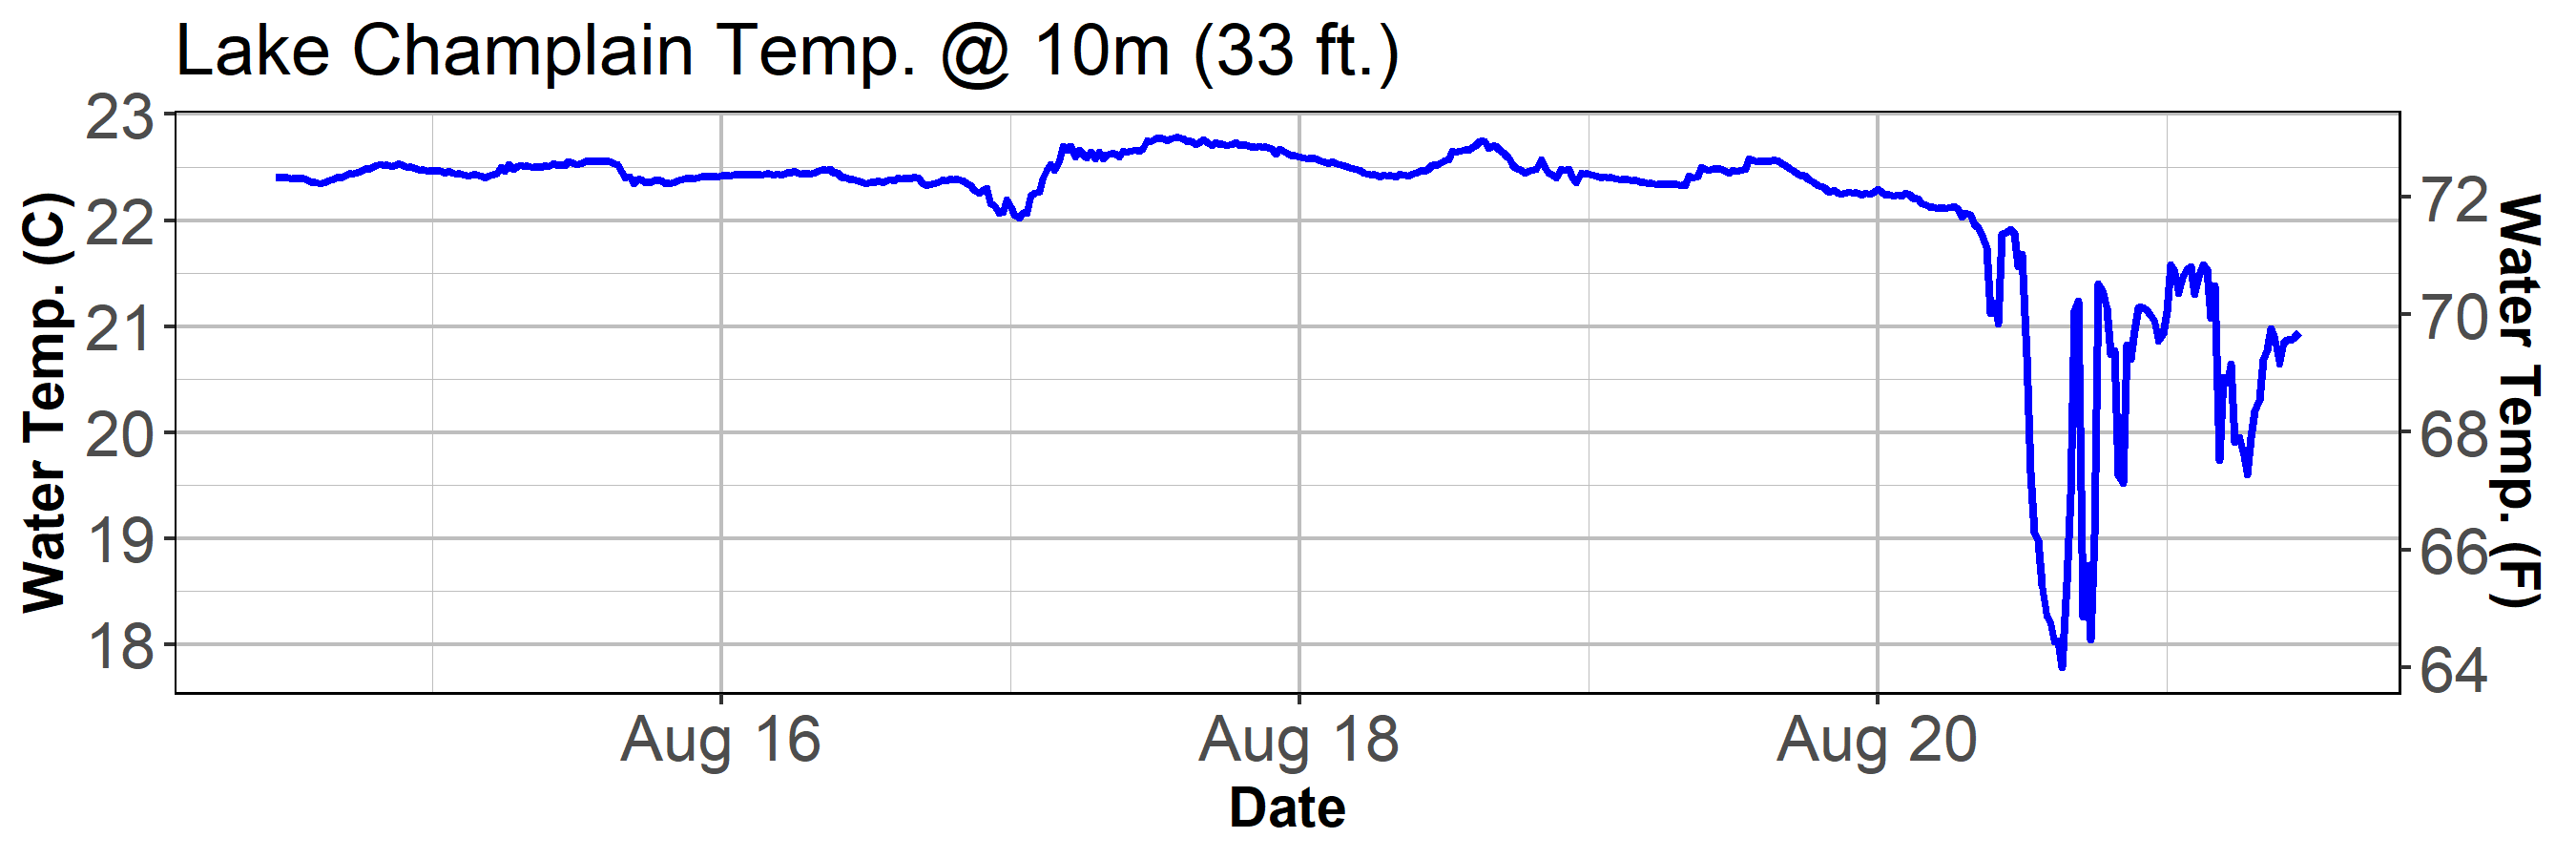 Lake Champlain Temp. @ 10m (33 ft.)
Water Temp. (C)
23
22
21
20
19
18
72
70
68
66
64
Water Temp. (F)
Aug 16
Aug 18
Aug 20
Date